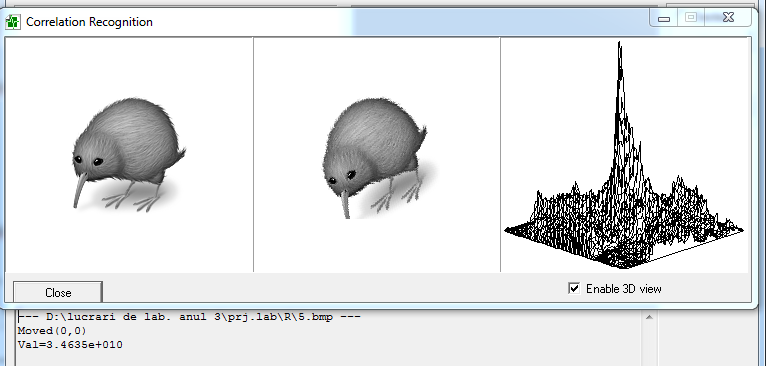 Correlation Recognition
Close
Enable 3D view
--- D:\lucrari de lab. anul 3\prj.lab\R\5.bmp ---
Moved(0,0)
Val=3.4635e+010